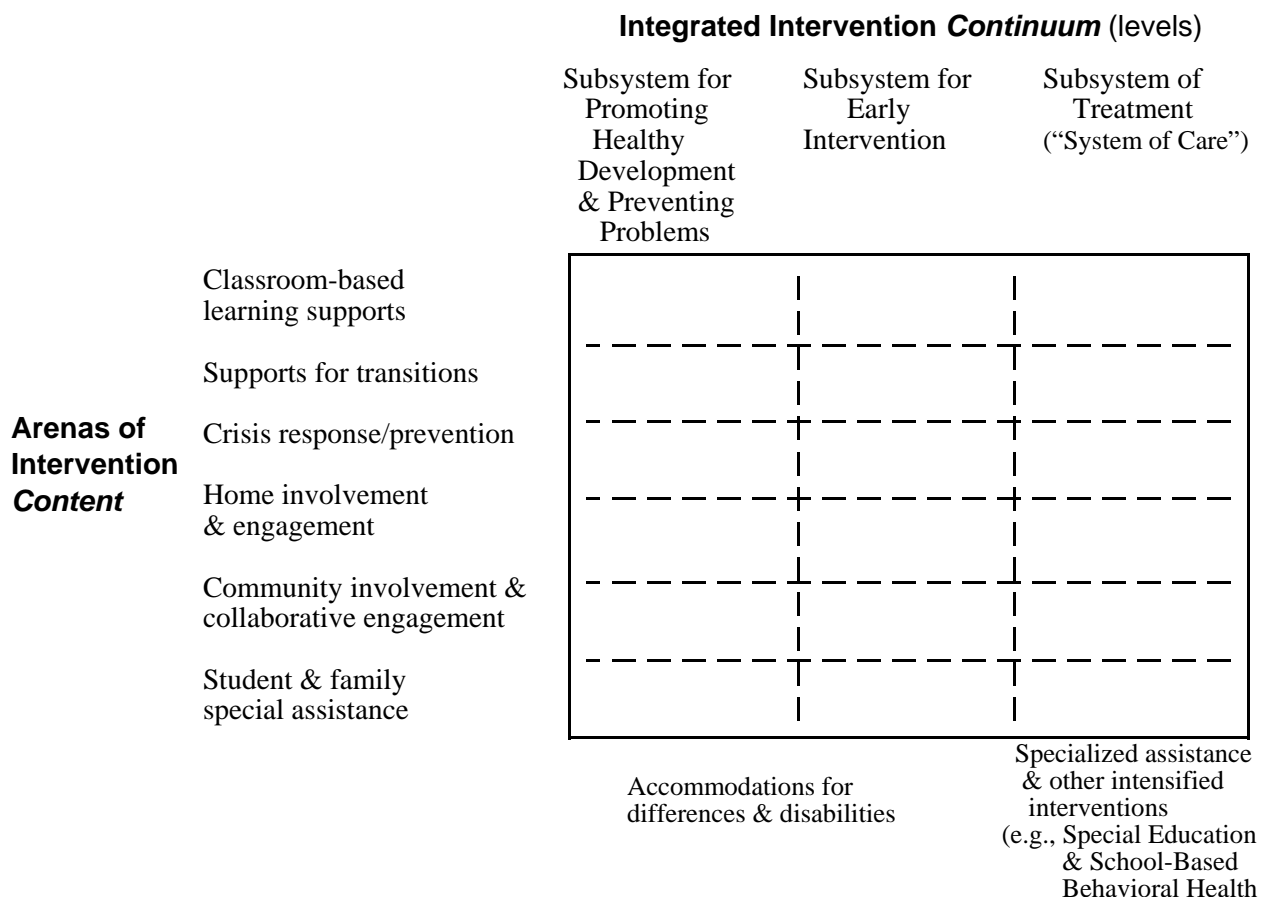 Integrated Intervention Continuum (levels)
Subsystem for
Promoting
Healthy
Development
& Preventing
Problems
Subsystem for
Early
Intervention
Subsystem of
Treatment
(“System of Care”)
Classroom-based
learning supports
Supports for transitions
Arenas of
Intervention
Content
Crisis response/prevention
Home involvement
& engagement
Community involvement &
collaborative engagement
Student & family
special assistance
Accommodations for
differences & disabilities
Specialized assistance
& other intensified
interventions
(e.g., Special Education
& School-Based
Behavioral Health